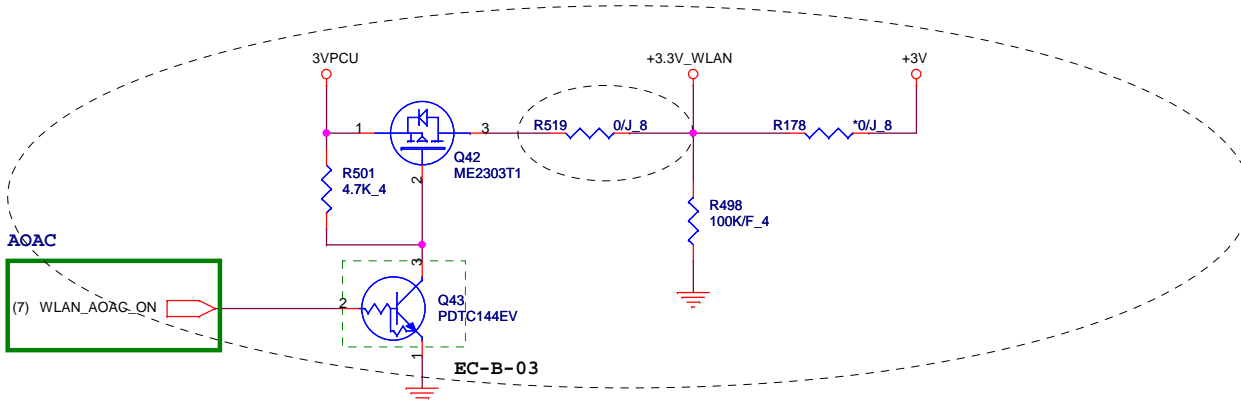 3VPCU
+3.3V_WLAN
+3V
1
3
R519
0/J_8
R178
*0/J_8
Q42
ME2303T1
2
R501
4.7K_4
R498
100K/F_4
AOAC
3
(7) WLAN_AOAC_ON
2
Q43
PDTC144EV
1
EC-B-03